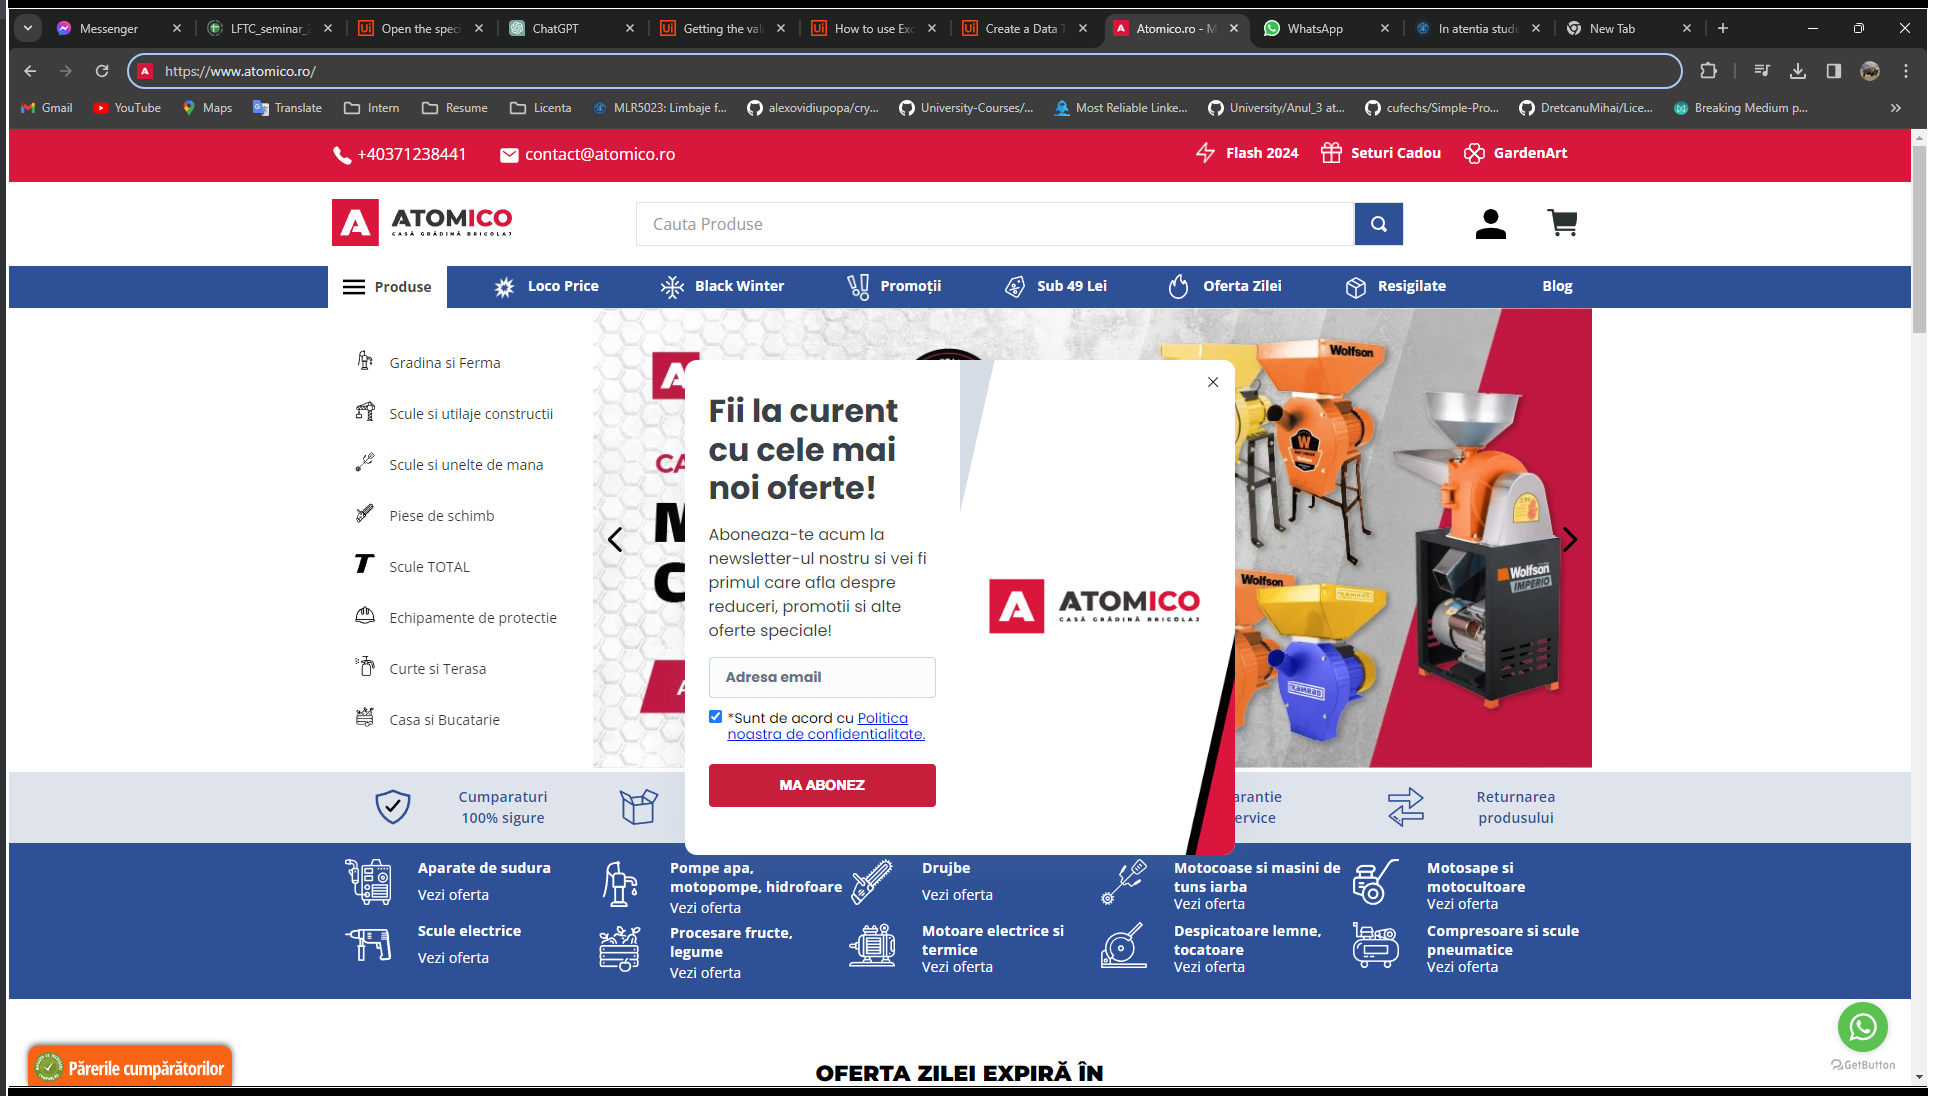 Messenger
LFTC_seminar_2
Open the speci
ChatGPT
Getting the val
How to use Exc
Create a Data T
Atomico.ro - M
WhatsApp
In atentia stude
New Tab
https://www.atomico.ro/
Gmail
YouTube
Maps
Translate
Intern
Resume
Licenta
MLR5023: Limbaje f...
alexovidiupopa/cry...
University-Courses/...
Most Reliable Linke...
University/Anul_3 at...
cufechs/Simple-Pro...
DretcanuMihai/Lice...
Breaking Medium p...
+40371238441
contact@atomico.ro
Flash 2024
Seturi Cadou
GardenArt
A ATOMICO
CASĂ GRĂDINĂ BRICOLAJ
Cauta Produse
Produse
Loco Price
Black Winter
Promoții
Sub 49 Lei
Oferta Zilei
Resigilate
Blog
Gradina si Ferma
Scule si utilaje constructii
Scule si unelte de mana
Piese de schimb
Scule TOTAL
Echipamente de protectie
Curte si Terasa
Casa si Bucatarie
Wolfson
W
Wolfson
IMPERIO
Wolfson
Fii la curent
cu cele mai
noi oferte!
Aboneaza-te acum la
newsletter-ul nostru si vei fi
primul care afla despre
reduceri, promotii si alte
oferte speciale!
Adresa email
*Sunt de acord cu Politica
noastra de confidentialitate.
MA ABONEZ
A ATOMICO
CASĂ GRĂDINĂ BRICOLAJ
Cumparaturi
100% sigure
arantie
ervice
Returnarea
produsului
Aparate de sudura
Vezi oferta
Pompe apa,
motopompe, hidrofoare
Vezi oferta
Drujbe
Vezi oferta
Motocoase si masini de
tuns iarba
Vezi oferta
Motosape si
motocultoare
Vezi oferta
Scule electrice
Vezi oferta
Procesare fructe,
legume
Vezi oferta
Motoare electrice si
termice
Vezi oferta
Despicatoare lemne,
tocatoare
Vezi oferta
Compresoare si scule
pneumatice
Vezi oferta
Părerile cumpărătorilor
GetButton
OFERTA ZILEI EXPIRĂ ÎN